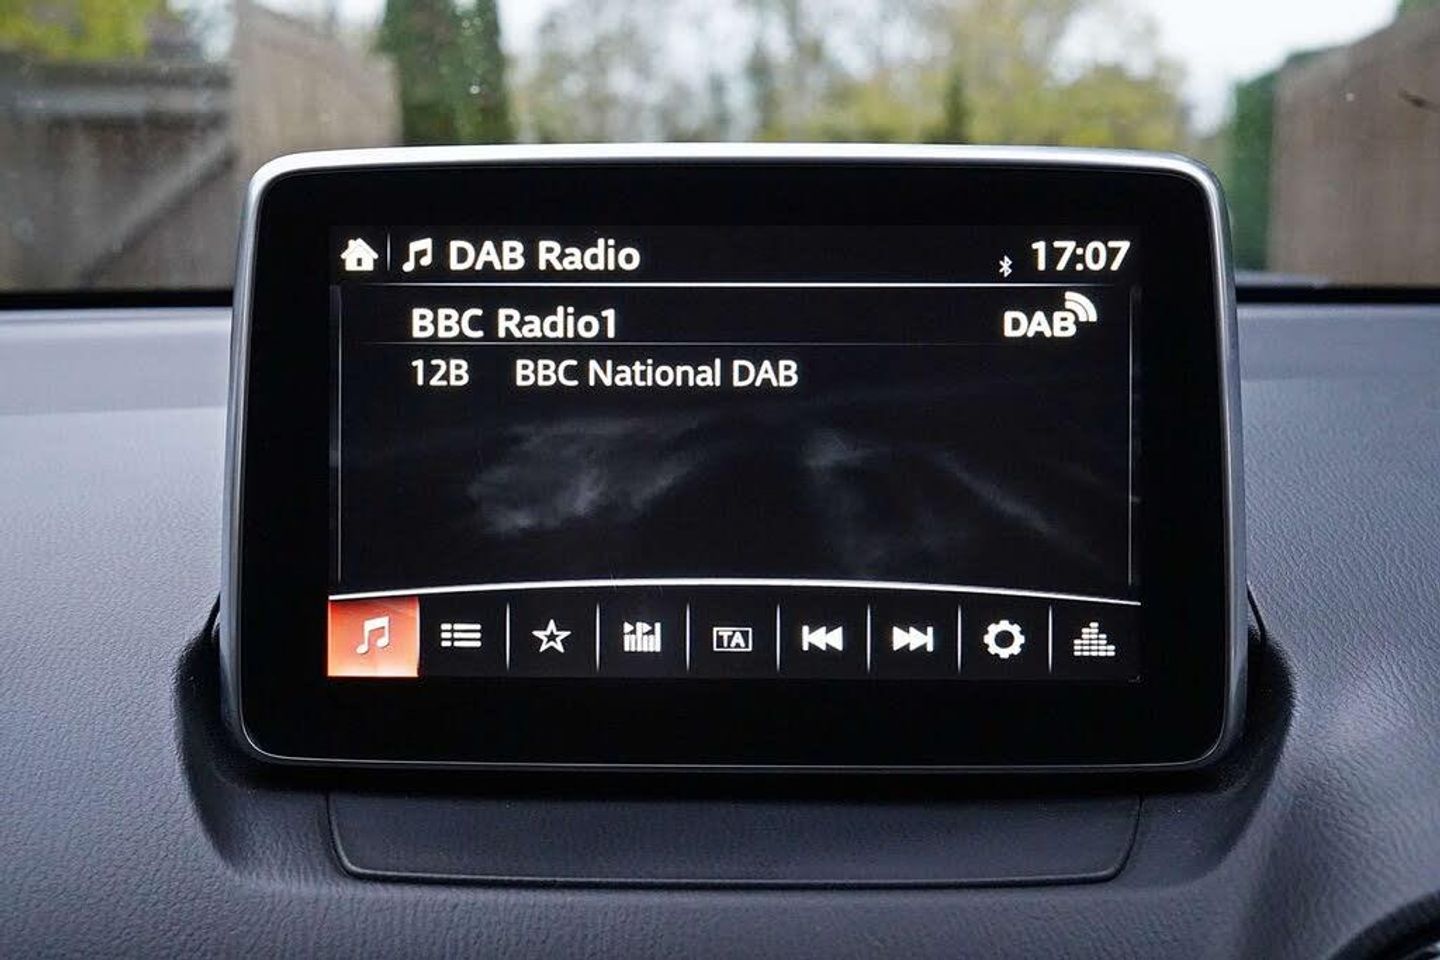 DAB Radio 17:07
BBC Radio1 DAB
12B BBC National DAB
TA